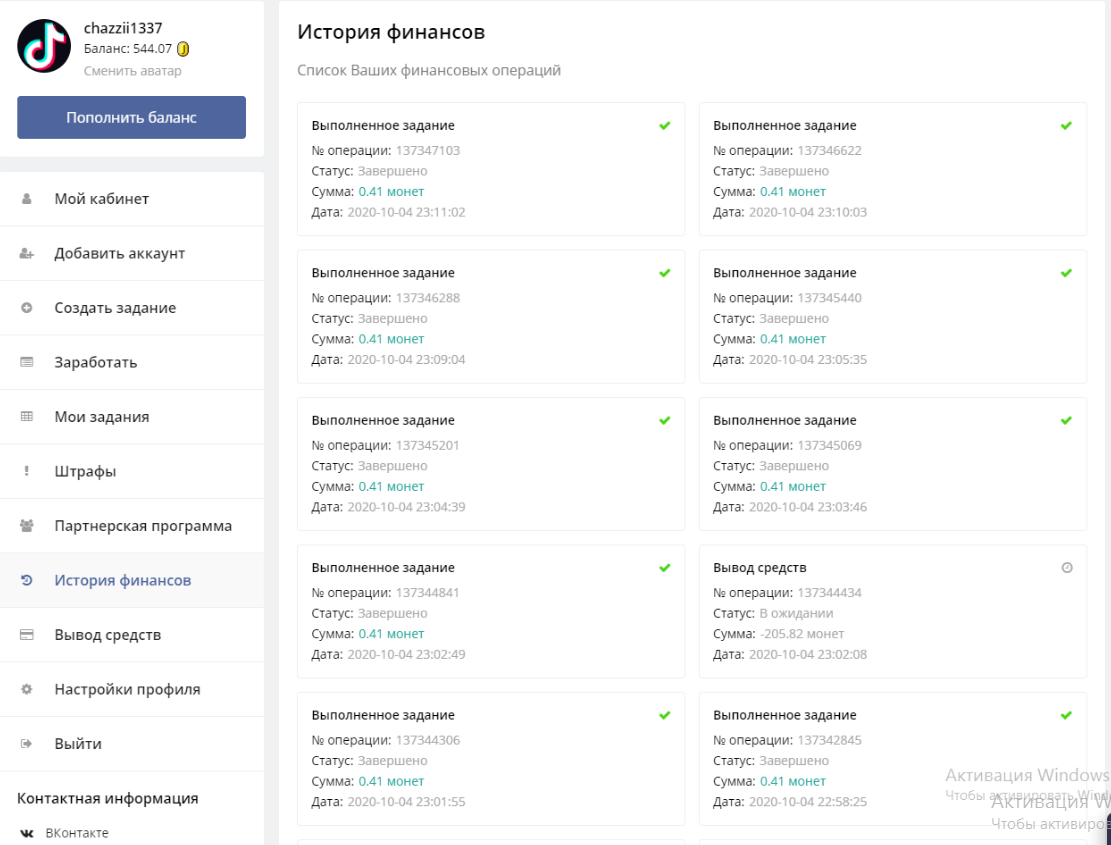 chazzii1337
Баланс: 544.07
Сменить аватар
Пополнить баланс
Мой кабинет
Добавить аккаунт
Создать задание
Заработать
Мои задания
Штрафы
Партнерская программа
История финансов
Вывод средств
Настройки профиля
Выйти
Контактная информация
ВКонтакте
История финансов
Список Ваших финансовых операций
Выполненное задание
№ операции: 137347103
Статус: Завершено
Сумма: 0.41 монет
Дата: 2020-10-04 23:11:02
Выполненное задание
№ операции: 137346622
Статус: Завершено
Сумма: 0.41 монет
Дата: 2020-10-04 23:10:03
Выполненное задание
№ операции: 137346288
Статус: Завершено
Сумма: 0.41 монет
Дата: 2020-10-04 23:09:04
Выполненное задание
№ операции: 137345440
Статус: Завершено
Сумма: 0.41 монет
Дата: 2020-10-04 23:05:35
Выполненное задание
№ операции: 137345201
Статус: Завершено
Сумма: 0.41 монет
Дата: 2020-10-04 23:04:39
Выполненное задание
№ операции: 137345069
Статус: Завершено
Сумма: 0.41 монет
Дата: 2020-10-04 23:03:46
Выполненное задание
№ операции: 137344841
Статус: Завершено
Сумма: 0.41 монет
Дата: 2020-10-04 23:02:49
Вывод средств
№ операции: 137344434
Статус: В ожидании
Сумма: -205.82 монет
Дата: 2020-10-04 23:02:08
Выполненное задание
№ операции: 137344306
Статус: Завершено
Сумма: 0.41 монет
Дата: 2020-10-04 23:01:55
Выполненное задание
№ операции: 137342845
Статус: Завершено
Сумма: 0.41 монет
Дата: 2020-10-04 22:58:25
Активация Windows
Чтобы активировать Wind
Активация W
Чтобы активиров